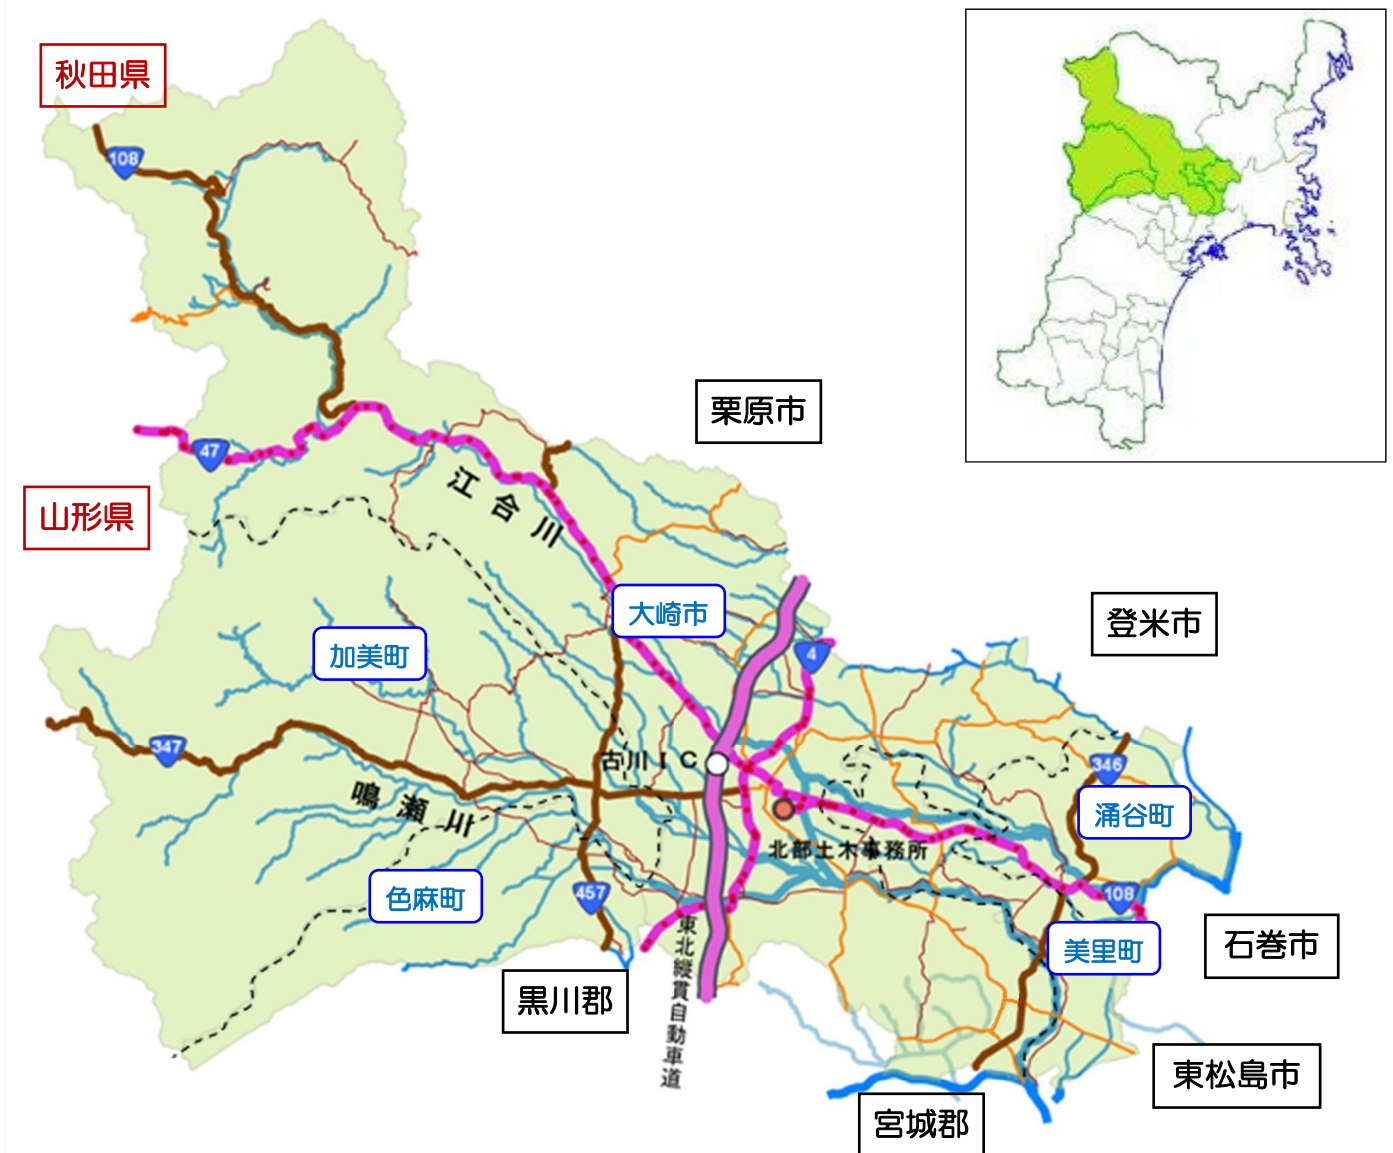 秋田県
108
栗原市
47
江合川
山形県
大崎市
登米市
加美町
4
347
古川IC
346
鳴瀬川
涌谷町
北部土木事務所
色麻町
457
108
東北縦貫自動車道
美里町
石巻市
黒川郡
東松島市
宮城郡